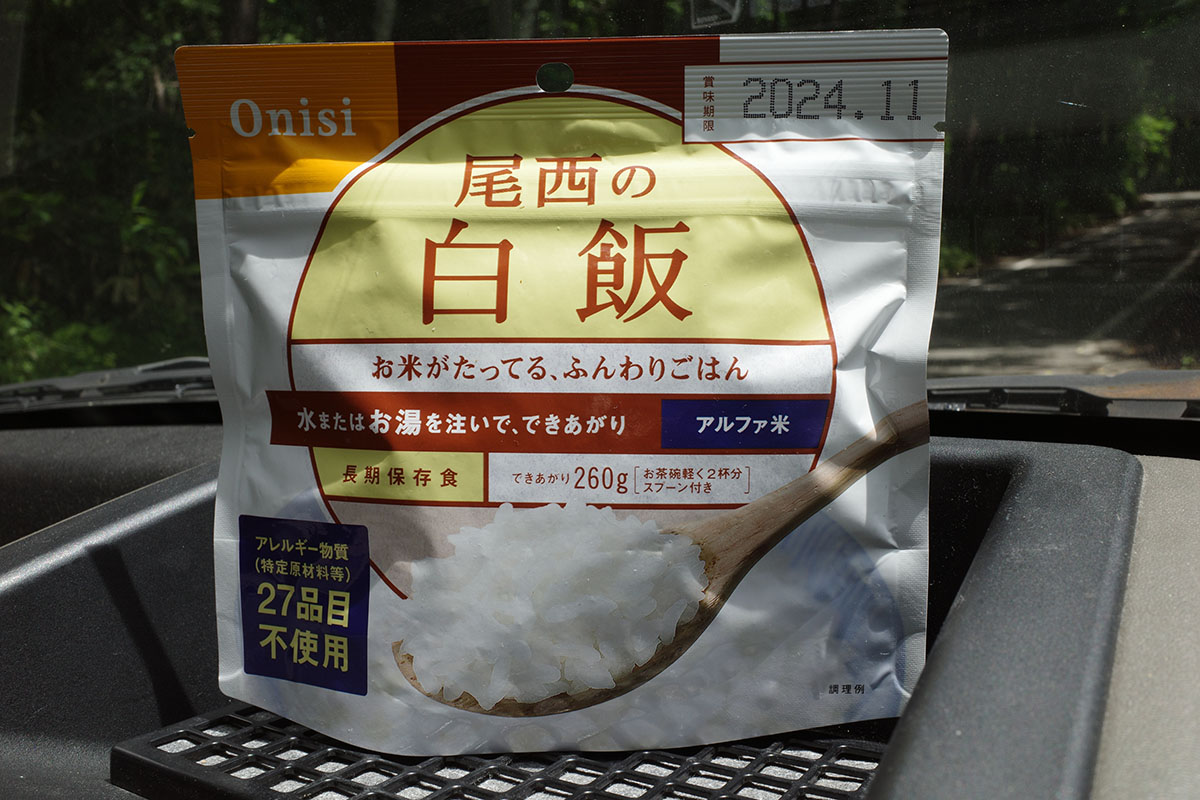 Onisi
賞味期限
2024.11
尾西の
白飯
お米がたってる、ふんわりごはん
水またはお湯を注いで、できあがり
アルファ米
長期保存食
できあがり260g
お茶碗軽く2杯分
スプーン付き
アレルギー物質
(特定原材料等)
27品目
不使用
調理例